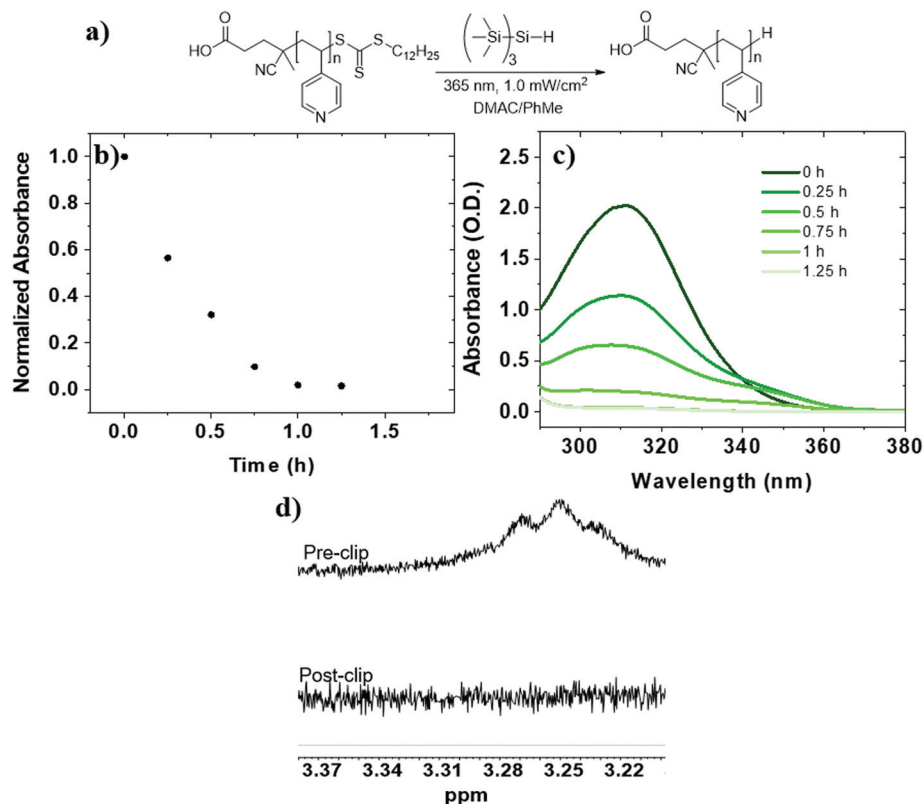 a)
O
HO
NC
n
S
S
C12H25
S
N
Si
Si
H
3
365 nm, 1.0 mW/cm2
DMAC/PhMe
O
HO
NC
n
H
N
b)
Normalized Absorbance
1.0
0.8
0.6
0.4
0.2
0.0
0.0 0.5 1.0 1.5
Time (h)
c)
Absorbance (O.D.)
2.5
2.0
1.5
1.0
0.5
0.0
0 h
0.25 h
0.5 h
0.75 h
1 h
1.25 h
300 320 340 360 380
Wavelength (nm)
d)
Pre-clip
Post-clip
3.37 3.34 3.31 3.28 3.25 3.22
ppm